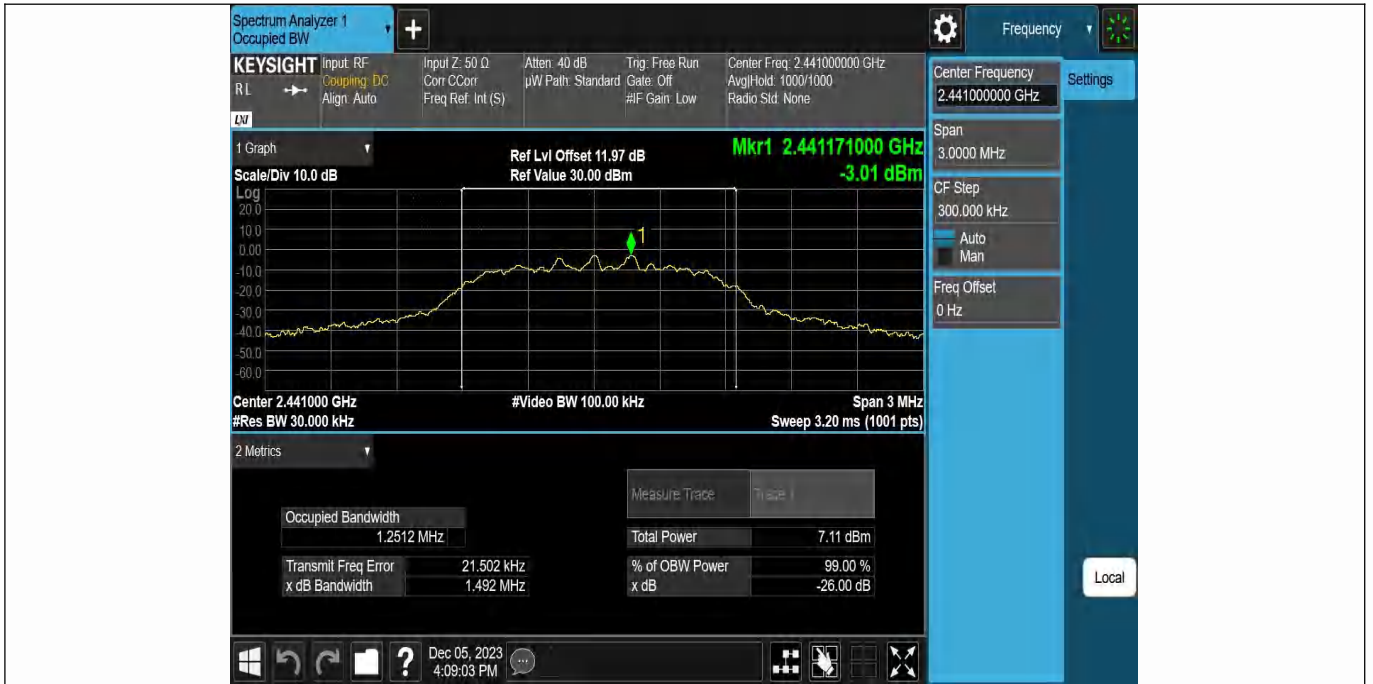 Spectrum Analyzer 1
Occupied BW
+
Frequency
KEYSIGHT
RL
LXI
Input: RF
Coupling: DC
Align: Auto
Input Z: 50 Ω
Corr CCorr
Freq Ref: Int (S)
Atten: 40 dB
µW Path: Standard
Trig: Free Run
Gate: Off
#IF Gain: Low
Center Freq: 2.441000000 GHz
Avg|Hold: 1000/1000
Radio Std: None
Center Frequency
2.441000000 GHz
Settings
Span
3.0000 MHz
CF Step
300.000 kHz
Auto
Man
Freq Offset
0 Hz
1 Graph
Scale/Div 10.0 dB
Ref Lvl Offset 11.97 dB
Ref Value 30.00 dBm
Mkr1 2.441171000 GHz
-3.01 dBm
Log
20.0
10.0
0.00
-10.0
-20.0
-30.0
-40.0
-50.0
-60.0
1
Center 2.441000 GHz
#Video BW 100.00 kHz
Span 3 MHz
#Res BW 30.000 kHz
Sweep 3.20 ms (1001 pts)
2 Metrics
Measure Trace
Trace 1
Occupied Bandwidth
1.2512 MHz
Total Power
7.11 dBm
Transmit Freq Error
21.502 kHz
% of OBW Power
99.00 %
x dB Bandwidth
1.492 MHz
x dB
-26.00 dB
Local
?
Dec 05, 2023
4:09:03 PM